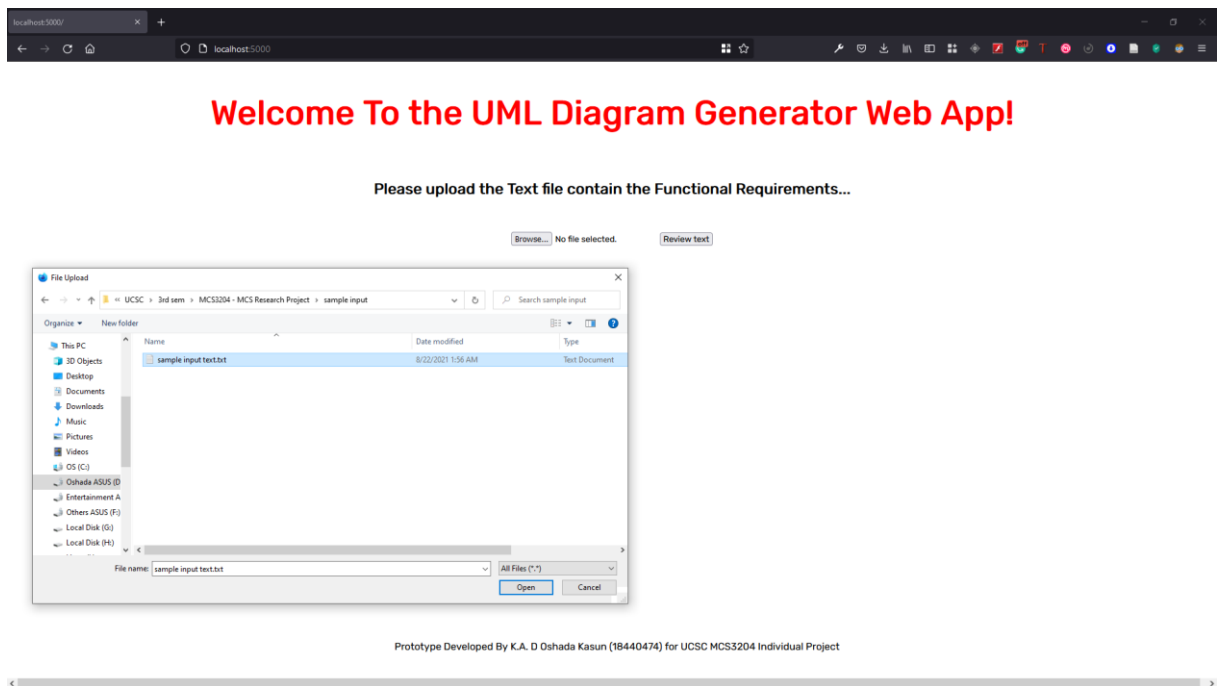 localhost:5000/
localhost:5000
Welcome To the UML Diagram Generator Web App!
Please upload the Text file contain the Functional Requirements...
Browse... No file selected. Review text
File Upload
« UCSC › 3rd sem › MCS3204 - MCS Research Project › sample input
Search sample input
Organize New folder
Name Date modified Type
sample input text.txt 8/22/2021 1:56 AM Text Document
This PC
3D Objects
Desktop
Documents
Downloads
Music
Pictures
Videos
OS (C:)
Oshada ASUS (D
Entertainment A
Others ASUS (F:)
Local Disk (G:)
Local Disk (H:)
File name: sample input text.txt All Files (*.*)
Open Cancel
Prototype Developed By K.A. D Oshada Kasun (18440474) for UCSC MCS3204 Individual Project